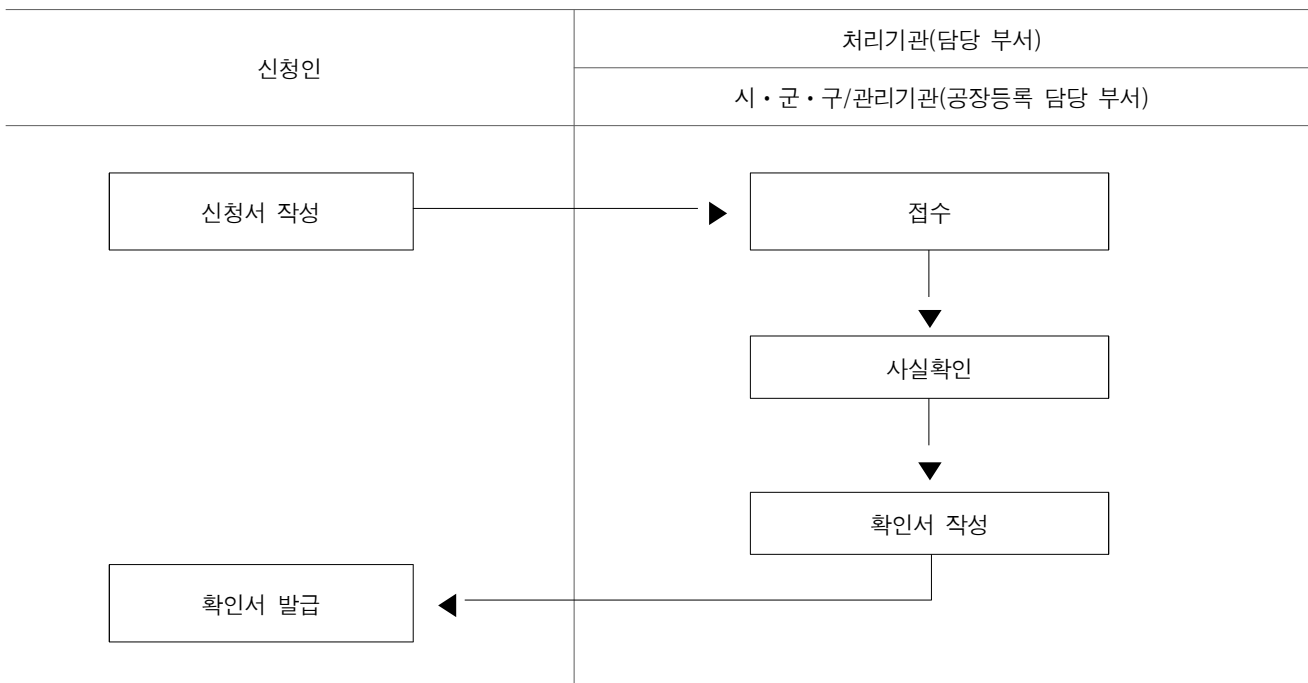 신청인
처리기관(담당 부서)
시・군・구/관리기관(공장등록 담당 부서)
신청서 작성
접수
사실확인
확인서 작성
확인서 발급